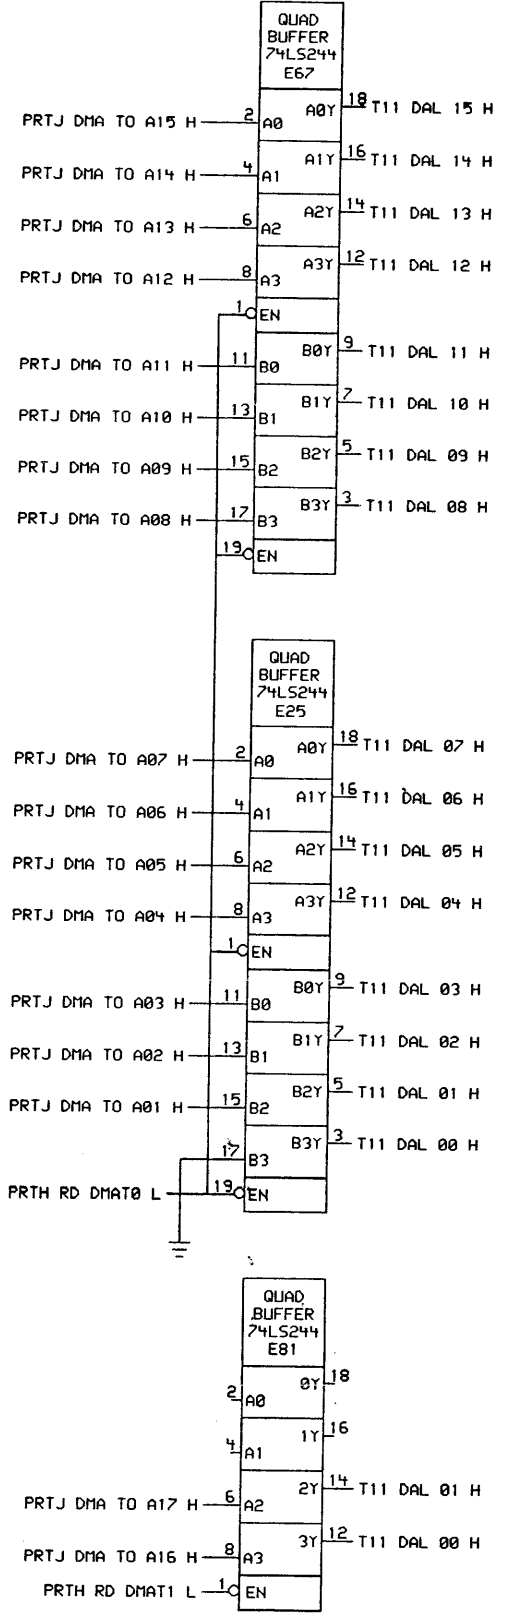 QUAD
BUFFER
74LS244
E67
PRTJ DMA TO A15 H 2 A0 A0Y 18 T11 DAL 15 H
PRTJ DMA TO A14 H 4 A1 A1Y 16 T11 DAL 14 H
PRTJ DMA TO A13 H 6 A2 A2Y 14 T11 DAL 13 H
PRTJ DMA TO A12 H 8 A3 A3Y 12 T11 DAL 12 H
1 EN
PRTJ DMA TO A11 H 11 B0 B0Y 9 T11 DAL 11 H
PRTJ DMA TO A10 H 13 B1 B1Y 7 T11 DAL 10 H
PRTJ DMA TO A09 H 15 B2 B2Y 5 T11 DAL 09 H
PRTJ DMA TO A08 H 17 B3 B3Y 3 T11 DAL 08 H
19 EN
QUAD
BUFFER
74LS244
E25
PRTJ DMA TO A07 H 2 A0 A0Y 18 T11 DAL 07 H
PRTJ DMA TO A06 H 4 A1 A1Y 16 T11 DAL 06 H
PRTJ DMA TO A05 H 6 A2 A2Y 14 T11 DAL 05 H
PRTJ DMA TO A04 H 8 A3 A3Y 12 T11 DAL 04 H
1 EN
PRTJ DMA TO A03 H 11 B0 B0Y 9 T11 DAL 03 H
PRTJ DMA TO A02 H 13 B1 B1Y 7 T11 DAL 02 H
PRTJ DMA TO A01 H 15 B2 B2Y 5 T11 DAL 01 H
17 B3 B3Y 3 T11 DAL 00 H
PRTH RD DMAT0 L 19 EN
QUAD
BUFFER
74LS244
E81
2 A0 0Y 18
4 A1 1Y 16
PRTJ DMA TO A17 H 6 A2 2Y 14 T11 DAL 01 H
PRTJ DMA TO A16 H 8 A3 3Y 12 T11 DAL 00 H
PRTH RD DMAT1 L 1 EN